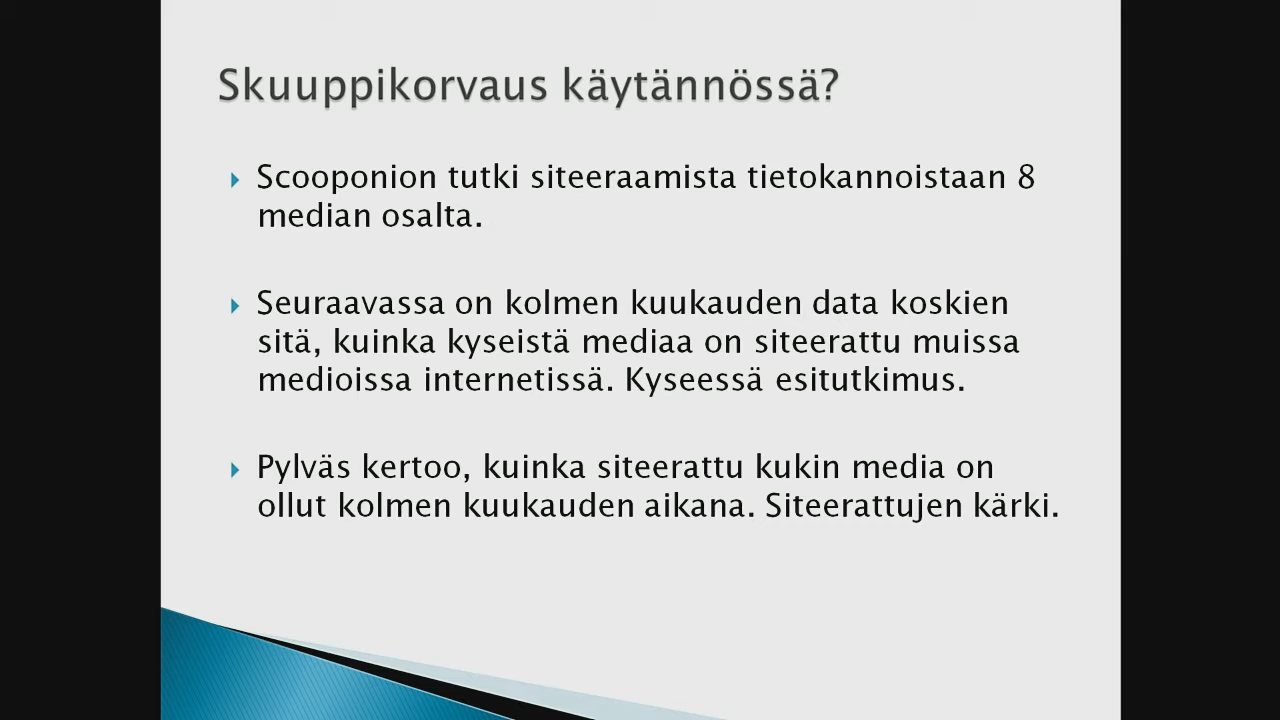 Skuuppikorvaus käytännössä?
Scooponion tutki siteeraamista tietokannoistaan 8
median osalta.
Seuraavassa on kolmen kuukauden data koskien
sitä, kuinka kyseistä mediaa on siteerattu muissa
medioissa internetissä. Kyseessä esitutkimus.
Pylväs kertoo, kuinka siteerattu kukin media on
ollut kolmen kuukauden aikana. Siteerattujen kärki.